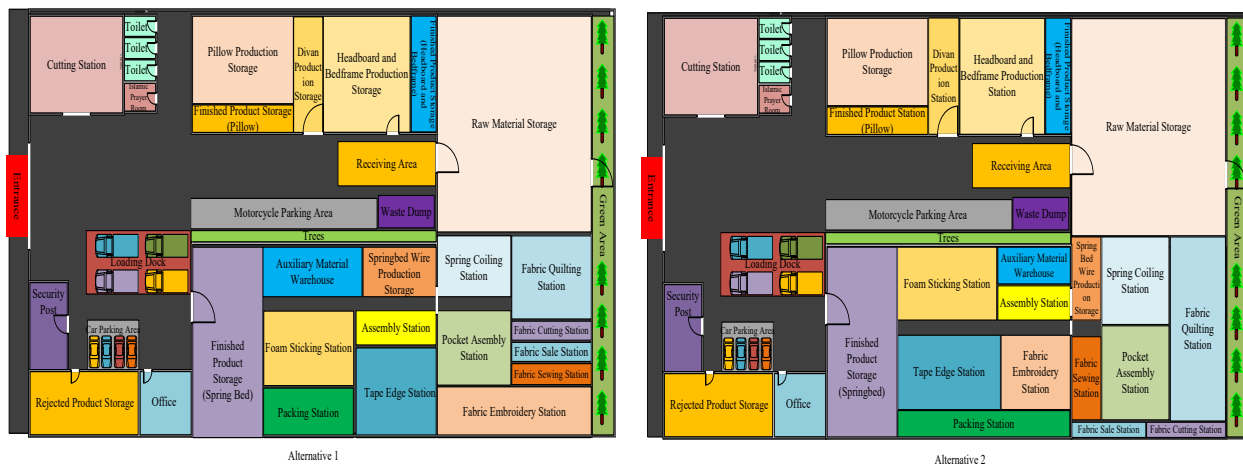 Cutting Station
Toilet
Toilet
Toilet
Islamic
Prayer
Room
Pillow Production
Storage
Finished Product Storage
(Pillow)
Divan
Product
ion
Storage
Headboard and
Bedframe Production
Storage
Finished Product Storage
(Headboard and
Bedframe)
Raw Material Storage
Receiving Area
Entrance
Motorcycle Parking Area
Waste Dump
Trees
Green Area
Loading Dock
Security
Post
Car Parking Area
Rejected Product Storage
Office
Finished
Product
Storage
(Spring Bed)
Auxiliary Material
Warehouse
Springbed Wire
Production
Storage
Foam Sticking Station
Assembly Station
Packing Station
Tape Edge Station
Spring Coiling
Station
Fabric Quilting
Station
Pocket Asembly
Station
Fabric Cutting Station
Fabric Sale Station
Fabric Sewing Station
Fabric Embroidery Station
Alternative 1
Cutting Station
Toilet
Toilet
Toilet
Islamic
Prayer
Room
Pillow Production
Storage
Finished Product Station
(Pillow)
Divan
Product
ion
Station
Headboard
and Bedframe Production
Station
Finished Product Storage
(Headboard and
Bedframe)
Raw Material Storage
Receiving Area
Entrance
Motorcycle Parking Area
Waste Dump
Trees
Green Area
Loading Dock
Security
Post
Car Parking Area
Rejected Product Storage
Office
Finished
Product
Storage
(Springbed)
Foam Sticking
Station
Auxiliary Material
Warehouse
Assembly Station
Spring
Bed Wire
Producti
on
Storage
Spring Coiling
Station
Fabric
Quilting
Station
Tape Edge Station
Fabric
Embroidery
Station
Fabric
Sewing
Station
Pocket
Assembly
Station
Packing Station
Fabric Sale Station
Fabric Cutting Station
Alternative 2